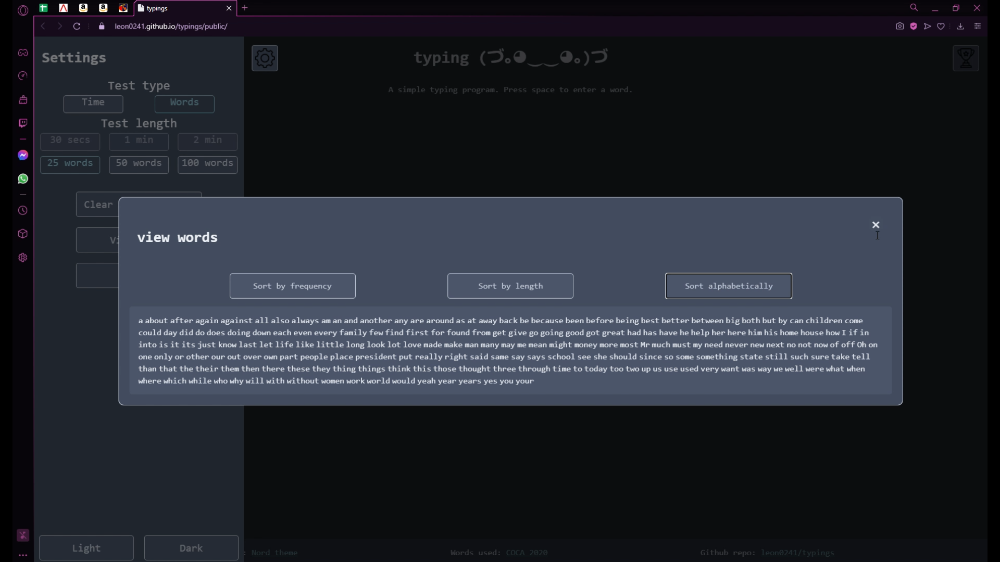 typings
leon0241.github.io/typings/public/
Settings
typing (づ｡◕‿‿◕｡)づ
A simple typing program. Press space to enter a word.
Test type
Time Words
Test length
30 secs 1 min 2 min
25 words 50 words 100 words
Clear
view words
Sort by frequency Sort by length Sort alphabetically
a about after again against all also always am an and another any are around as at away back be because been before being best better between big both but by can children come
could day did do does doing down each even every family few find first for found from get give go going good got great had has have he help her here him his home house how I if in
into is it its just know last let life like little long look lot love made make man many may me mean might money more most Mr much must my need never new next no not now of off Oh on
one only or other our out over own part people place president put really right said same say says school see she should since so some something state still such sure take tell
than that the their them then there these they thing things think this those thought three through time to today too two up us use used very want was way we well were what when
where which while who why will with without women work world would yeah year years yes you your
Light Dark
: Nord theme Words used: COCA 2020 Github repo: leon0241/typings